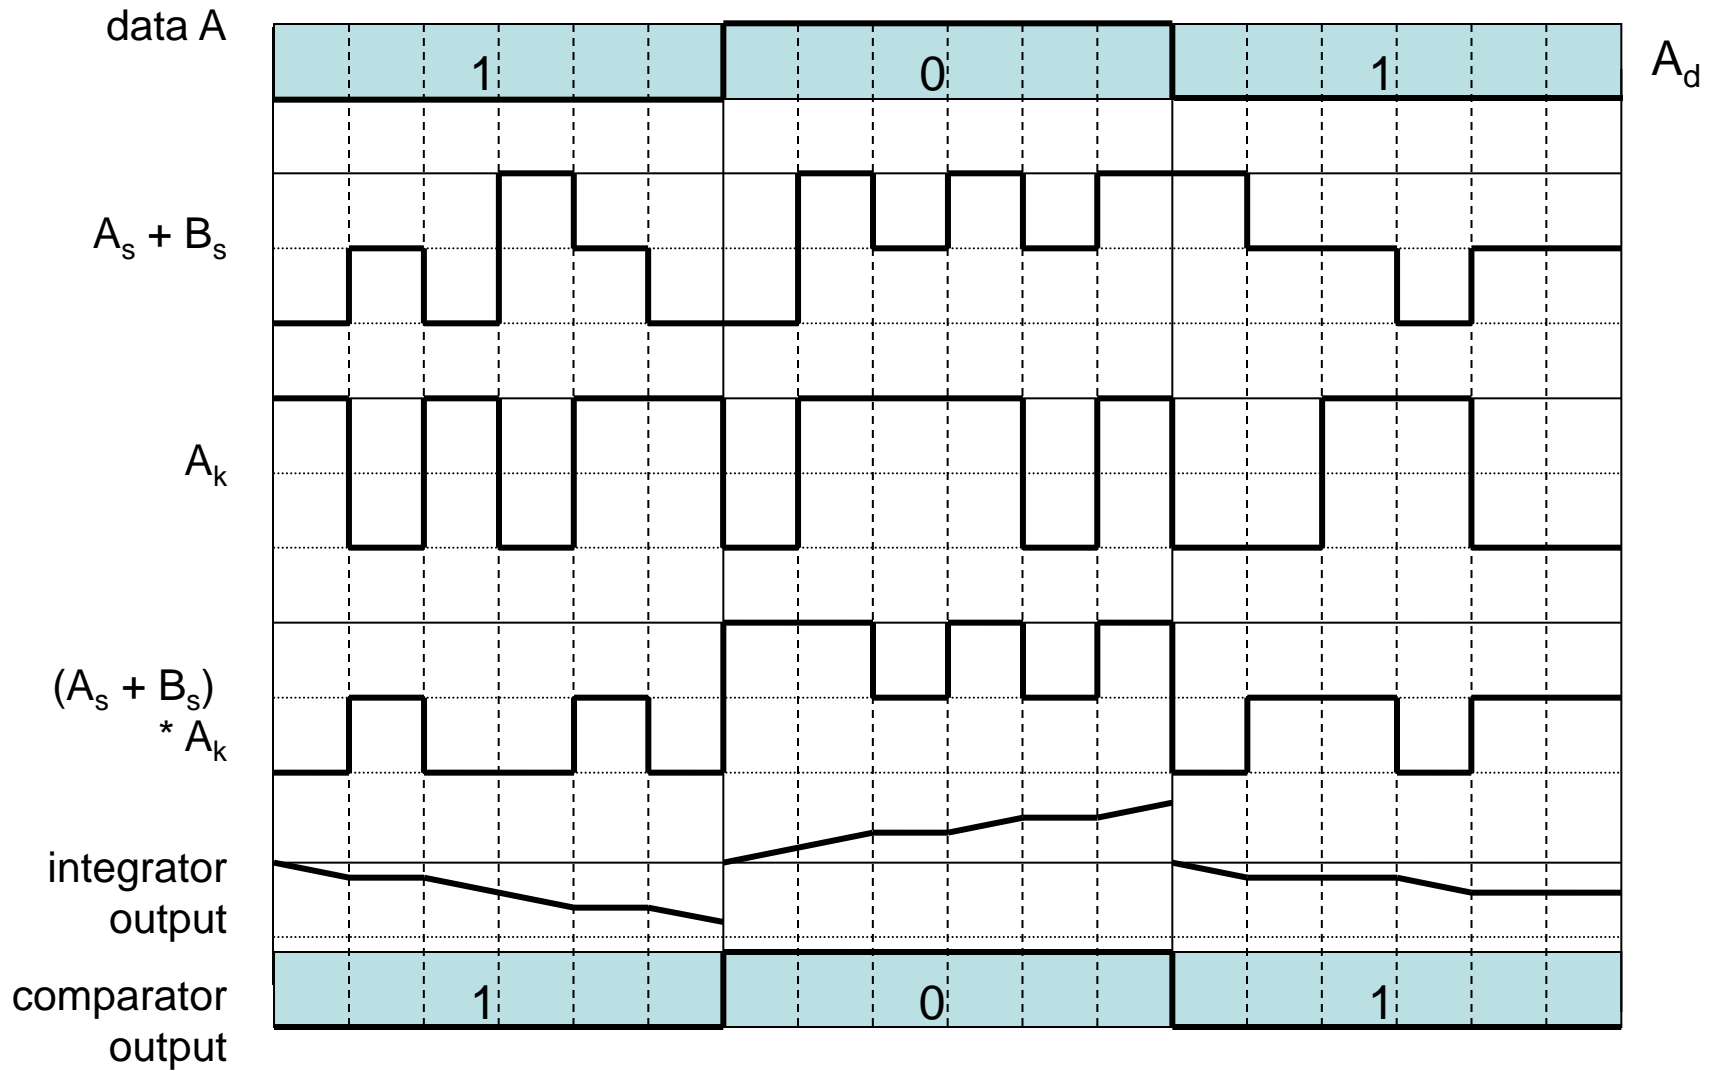 data A
1 0 1
A_d
A_s + B_s
A_k
(A_s + B_s)
* A_k
integrator
output
comparator
output
1 0 1